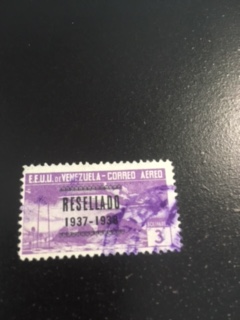 E.E.U.U. DE VENEZUELA - CORREO AEREO
RESELLADO
1937-1938
3